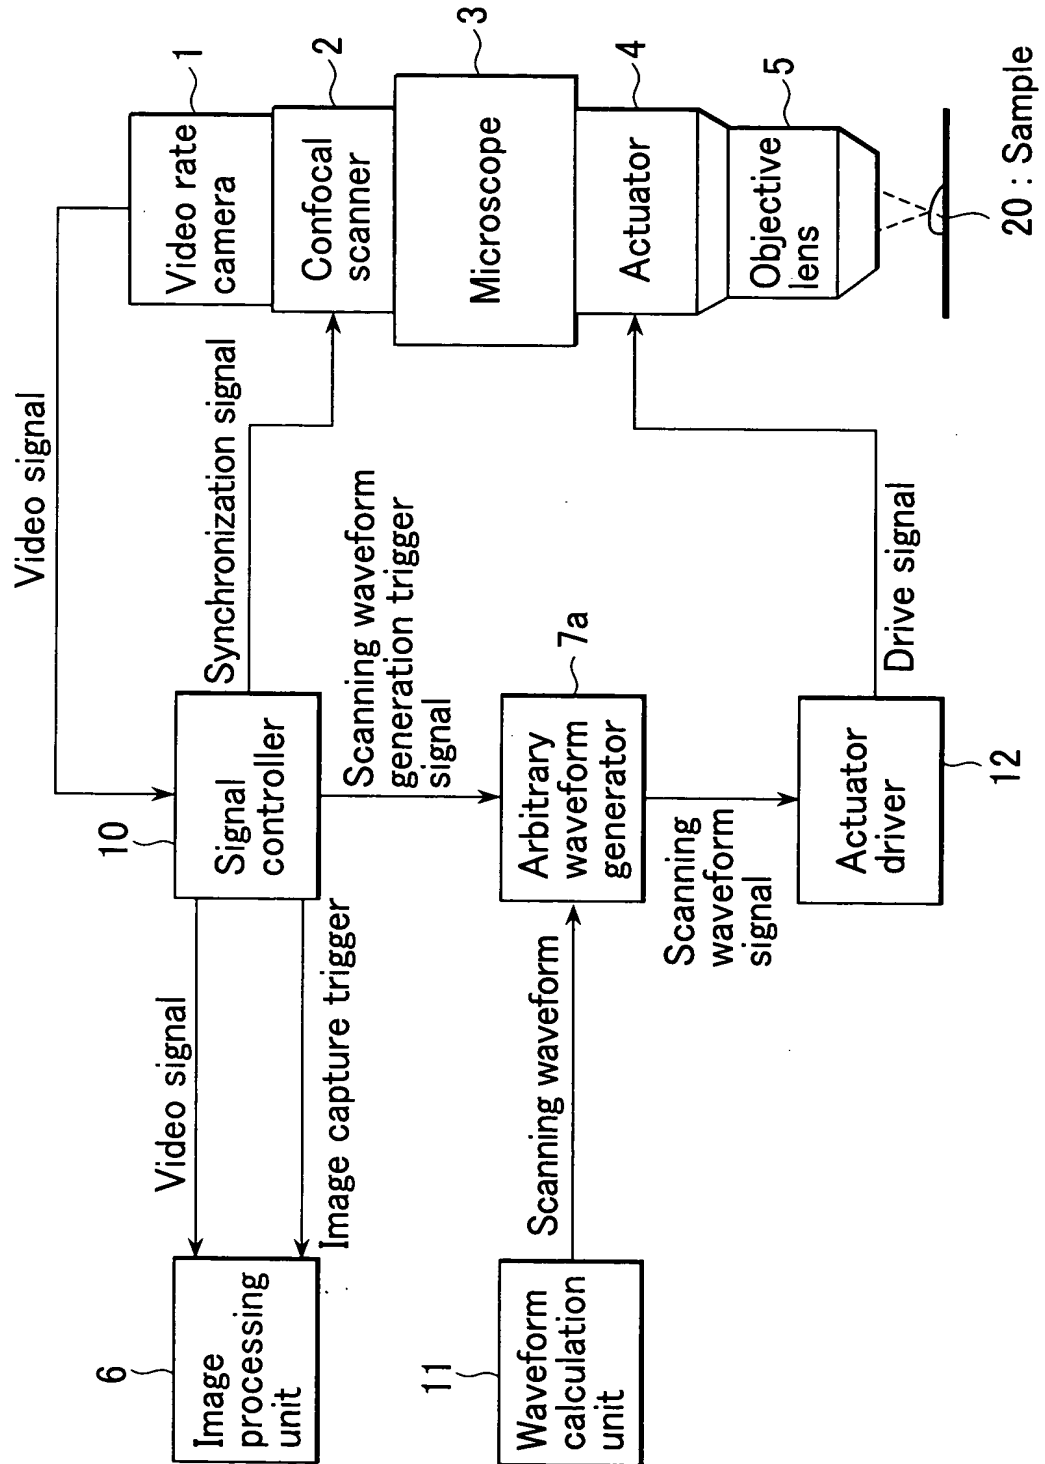 Video signal
1
Video rate
camera
2
Confocal
scanner
3
Microscope
4
Actuator
5
Objective
lens
20 : Sample
Synchronization signal
10
Signal
controller
Scanning waveform
generation trigger
signal
Video signal
Image capture trigger
6
Image
processing
unit
7a
Arbitrary
waveform
generator
Scanning waveform
11
Waveform
calculation
unit
Scanning
waveform
signal
Actuator
driver
12
Drive signal